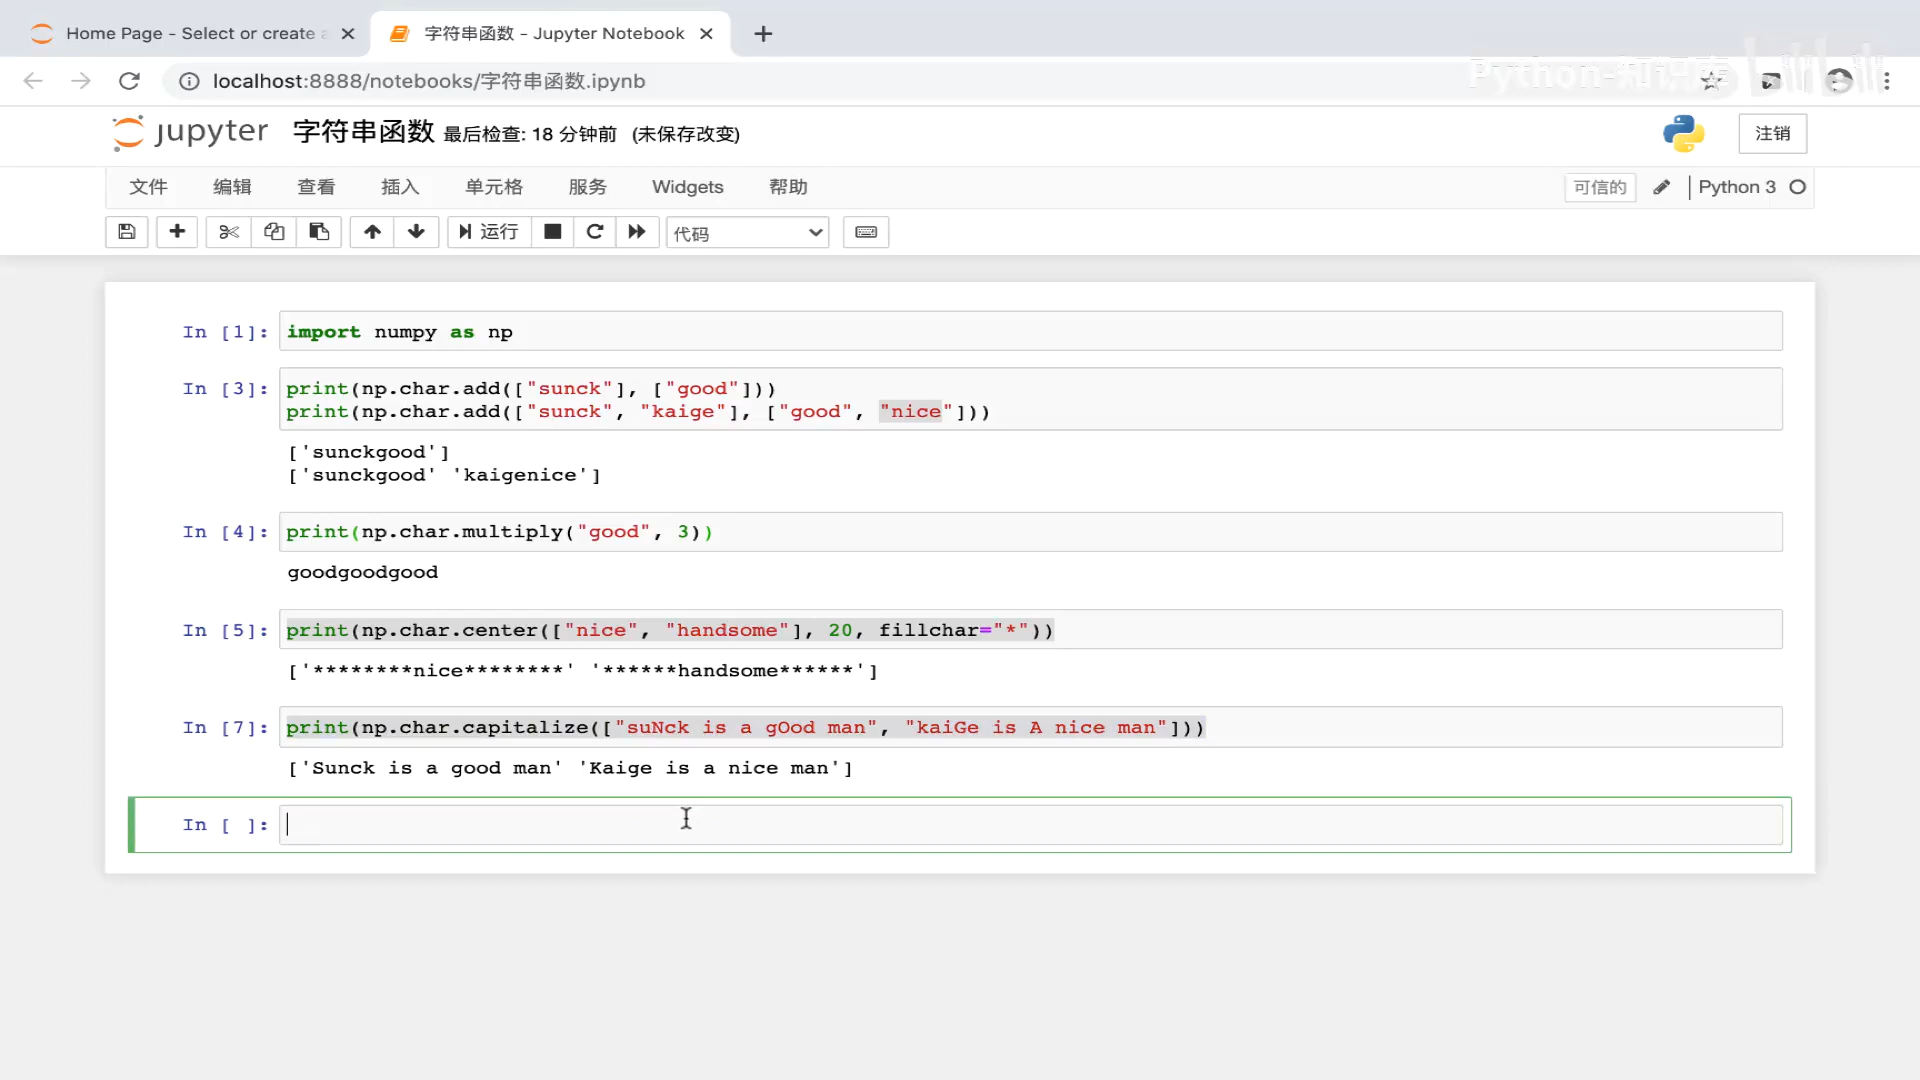 Home Page - Select or create a
字符串函数 - Jupyter Notebook
localhost:8888/notebooks/字符串函数.ipynb
Python-知识库
bilibili
jupyter 字符串函数 最后检查: 18 分钟前 (未保存改变)
注销
文件 编辑 查看 插入 单元格 服务 Widgets 帮助
可信的 Python 3
运行 代码
In [1]: import numpy as np
In [3]: print(np.char.add(["sunck"], ["good"]))
print(np.char.add(["sunck", "kaige"], ["good", "nice"]))
['sunckgood']
['sunckgood' 'kaigenice']
In [4]: print(np.char.multiply("good", 3))
goodgoodgood
In [5]: print(np.char.center(["nice", "handsome"], 20, fillchar="*"))
['********nice********' '******handsome******']
In [7]: print(np.char.capitalize(["suNck is a gOod man", "kaiGe is A nice man"]))
['Sunck is a good man' 'Kaige is a nice man']
In [ ]: